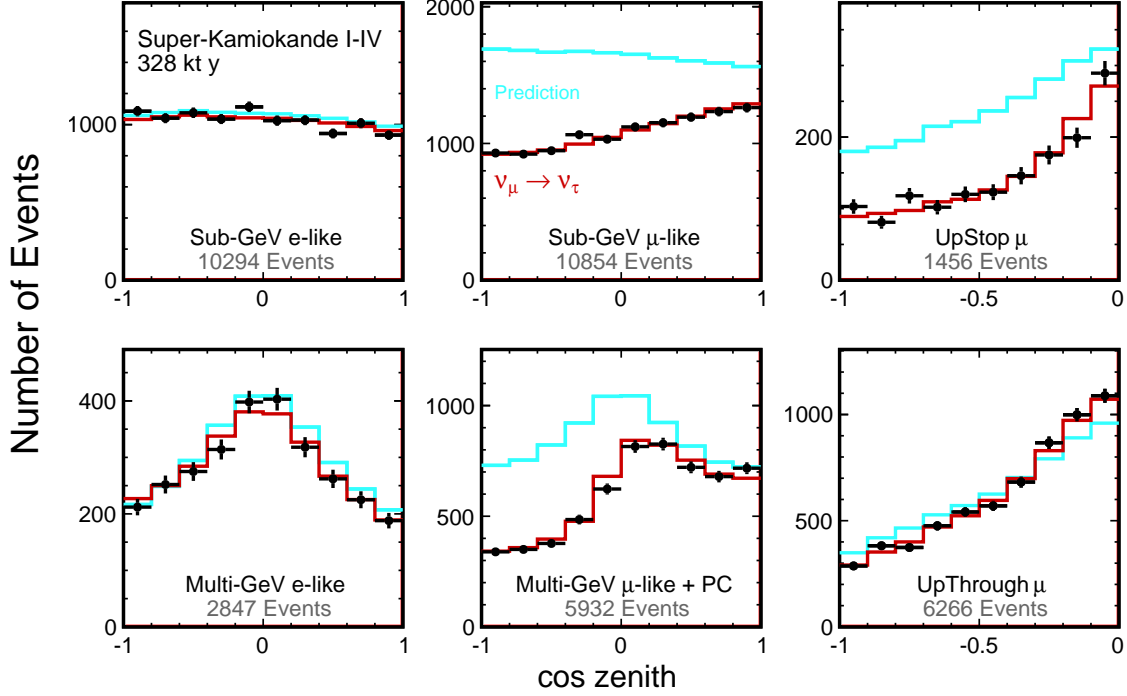 Number of Events
Super-Kamiokande I-IV
328 kt y
1000
0
Sub-GeV e-like
10294 Events
-1 0 1
2000
1000
0
Prediction
νμ → ντ
Sub-GeV μ-like
10854 Events
-1 0 1
200
0
UpStop μ
1456 Events
-1 -0.5 0
400
200
0
Multi-GeV e-like
2847 Events
-1 0 1
1000
500
0
Multi-GeV μ-like + PC
5932 Events
-1 0 1
1000
500
0
UpThrough μ
6266 Events
-1 -0.5 0
cos zenith